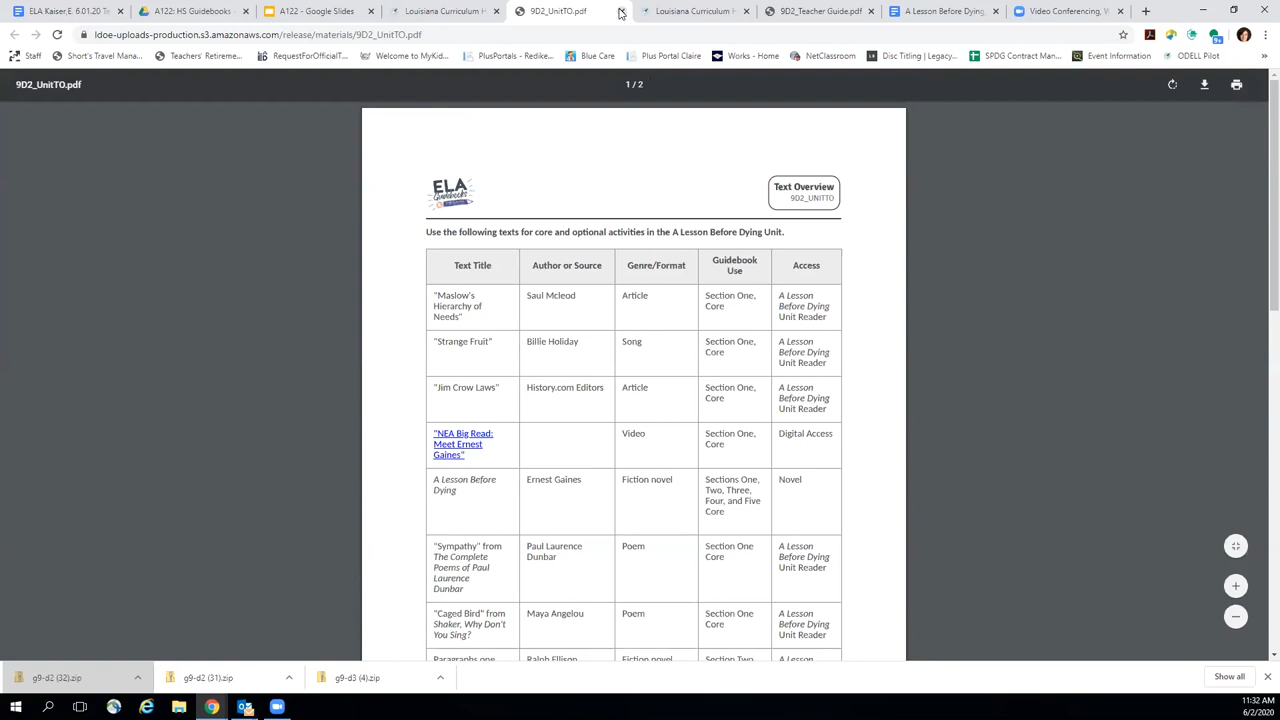 ELA Guidebooks 6.01.20 Tr
A122: HS Guidebooks -
A122 - Google Slides
Louisiana Curriculum H
9D2_UnitTO.pdf
Louisiana Curriculum H
9D2_Teacher Guide.pdf
A Lesson Before Dying,
Video Conferencing, W
ldoe-uploads-production.s3.amazonaws.com/release/materials/9D2_UnitTO.pdf
Staff
Short's Travel Mana...
Teachers' Retireme...
RequestForOfficialT...
Welcome to MyKid...
PlusPortals - Redike...
Blue Care
Plus Portal Claire
Works - Home
NetClassroom
Disc Titling | Legacy...
SPDG Contract Man...
Event Information
ODELL Pilot
»
9D2_UnitTO.pdf
1 / 2
ELA
Guidebooks
Text Overview
9D2_UNITTO
Use the following texts for core and optional activities in the A Lesson Before Dying Unit.
Text Title
Author or Source
Genre/Format
Guidebook
Use
Access
"Maslow's
Hierarchy of
Needs"
Saul Mcleod
Article
Section One,
Core
A Lesson
Before Dying
Unit Reader
"Strange Fruit"
Billie Holiday
Song
Section One,
Core
A Lesson
Before Dying
Unit Reader
"Jim Crow Laws"
History.com Editors
Article
Section One,
Core
A Lesson
Before Dying
Unit Reader
"NEA Big Read:
Meet Ernest
Gaines"
Video
Section One,
Core
Digital Access
A Lesson Before
Dying
Ernest Gaines
Fiction novel
Sections One,
Two, Three,
Four, and Five
Core
Novel
"Sympathy" from
The Complete
Poems of Paul
Laurence
Dunbar
Paul Laurence
Dunbar
Poem
Section One
Core
A Lesson
Before Dying
Unit Reader
"Caged Bird" from
Shaker, Why Don't
You Sing?
Maya Angelou
Poem
Section One
Core
A Lesson
Before Dying
Unit Reader
Paragraphs one
Ralph Ellison
Fiction novel
Section Two
A Lesson
g9-d2 (32).zip
g9-d2 (31).zip
g9-d3 (4).zip
Show all
11:32 AM
6/2/2020